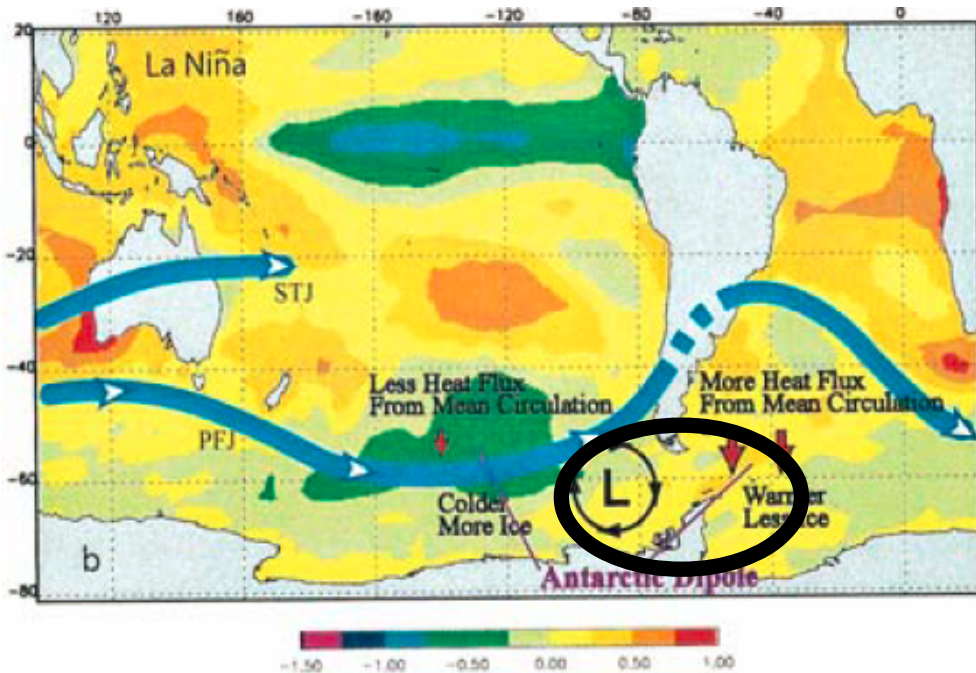 120 160 -160 -120 -80 -40 0
20
La Niña
0
-20
STJ
-40
Less Heat Flux
From Mean Circulation
More Heat Flux
From Mean Circulation
PFJ
-60
L
Colder
More Ice
Warmer
Less Ice
b
Antarctic Dipole
-80
-1.50 -1.00 -0.50 0.00 0.50 1.00